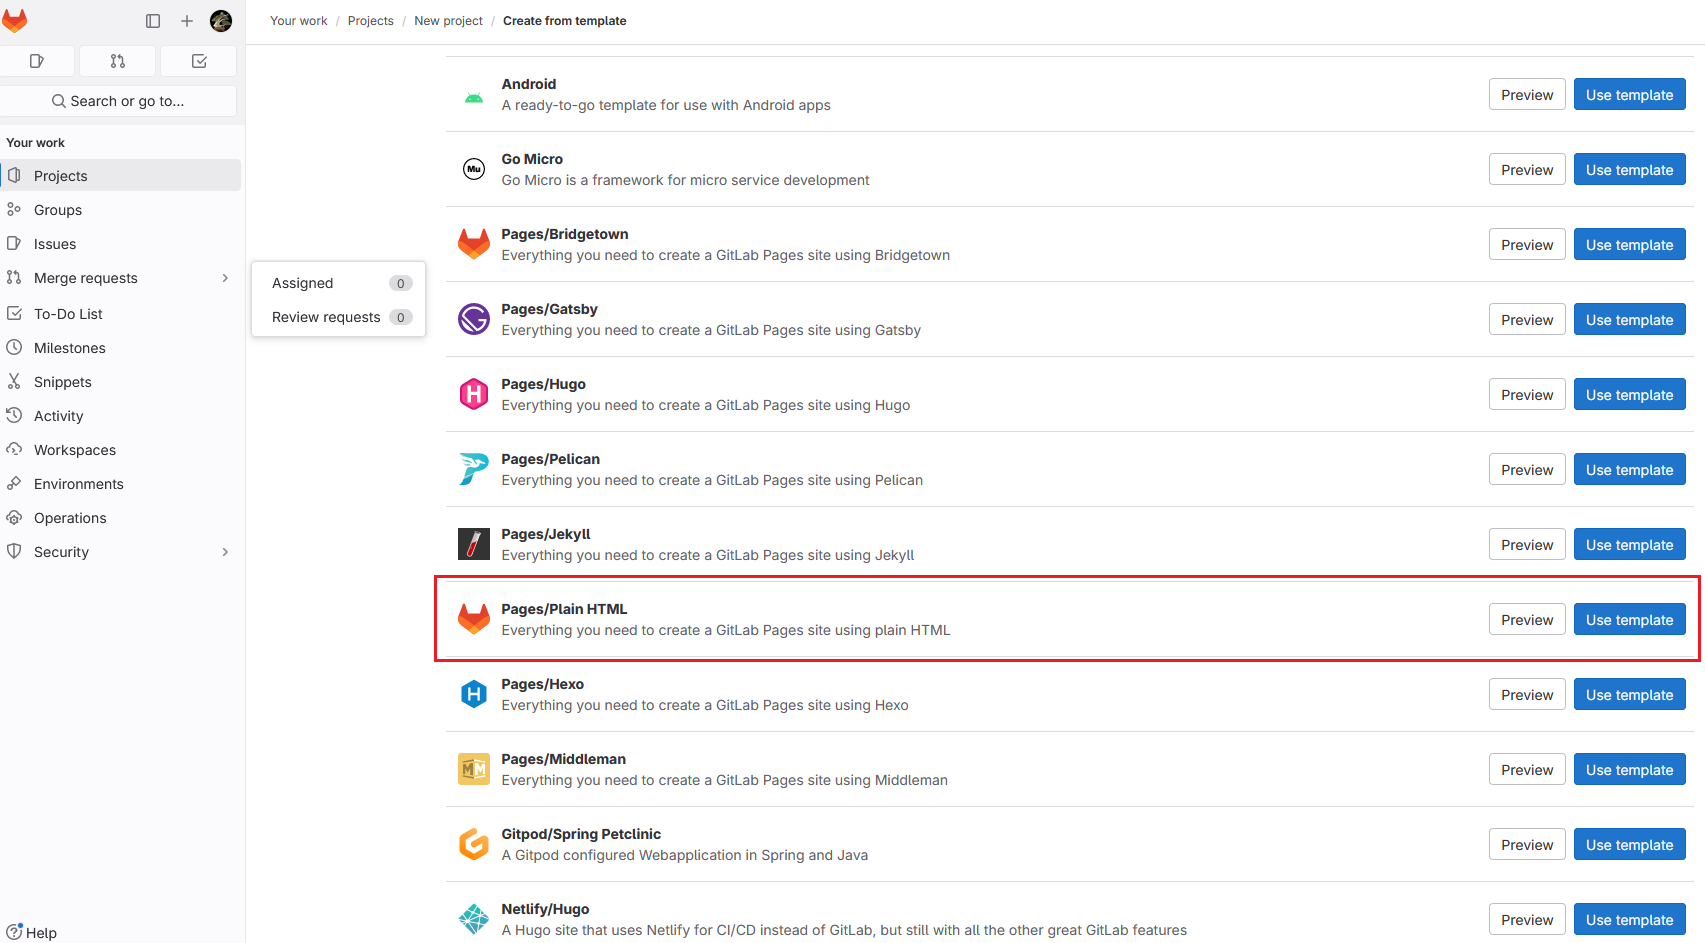 Your work / Projects / New project / Create from template
Search or go to...
Your work
Projects
Groups
Issues
Merge requests
To-Do List
Milestones
Snippets
Activity
Workspaces
Environments
Operations
Security
Help
Assigned 0
Review requests 0
Android
A ready-to-go template for use with Android apps
Preview Use template
Mu
Go Micro
Go Micro is a framework for micro service development
Preview Use template
Pages/Bridgetown
Everything you need to create a GitLab Pages site using Bridgetown
Preview Use template
Pages/Gatsby
Everything you need to create a GitLab Pages site using Gatsby
Preview Use template
H
Pages/Hugo
Everything you need to create a GitLab Pages site using Hugo
Preview Use template
Pages/Pelican
Everything you need to create a GitLab Pages site using Pelican
Preview Use template
Pages/Jekyll
Everything you need to create a GitLab Pages site using Jekyll
Preview Use template
Pages/Plain HTML
Everything you need to create a GitLab Pages site using plain HTML
Preview Use template
H
Pages/Hexo
Everything you need to create a GitLab Pages site using Hexo
Preview Use template
MM
Pages/Middleman
Everything you need to create a GitLab Pages site using Middleman
Preview Use template
Gitpod/Spring Petclinic
A Gitpod configured Webapplication in Spring and Java
Preview Use template
Netlify/Hugo
A Hugo site that uses Netlify for CI/CD instead of GitLab, but still with all the other great GitLab features
Preview Use template